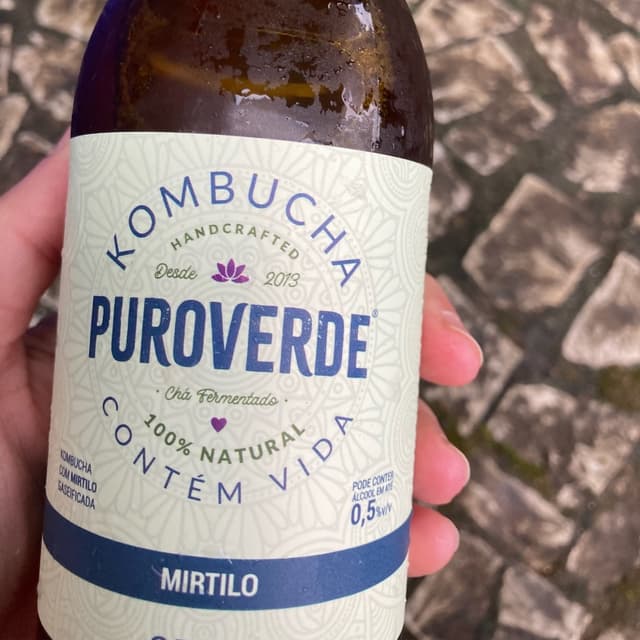 KOMBUCHA
HANDCRAFTED
Desde 2013
PUROVERDE®
· Chá Fermentado ·
100% NATURAL
CONTÉM VIDA
KOMBUCHA
COM MIRTILO
GASEIFICADA
PODE CONTER
ÁLCOOL EM ATÉ
0,5%v/v
MIRTILO